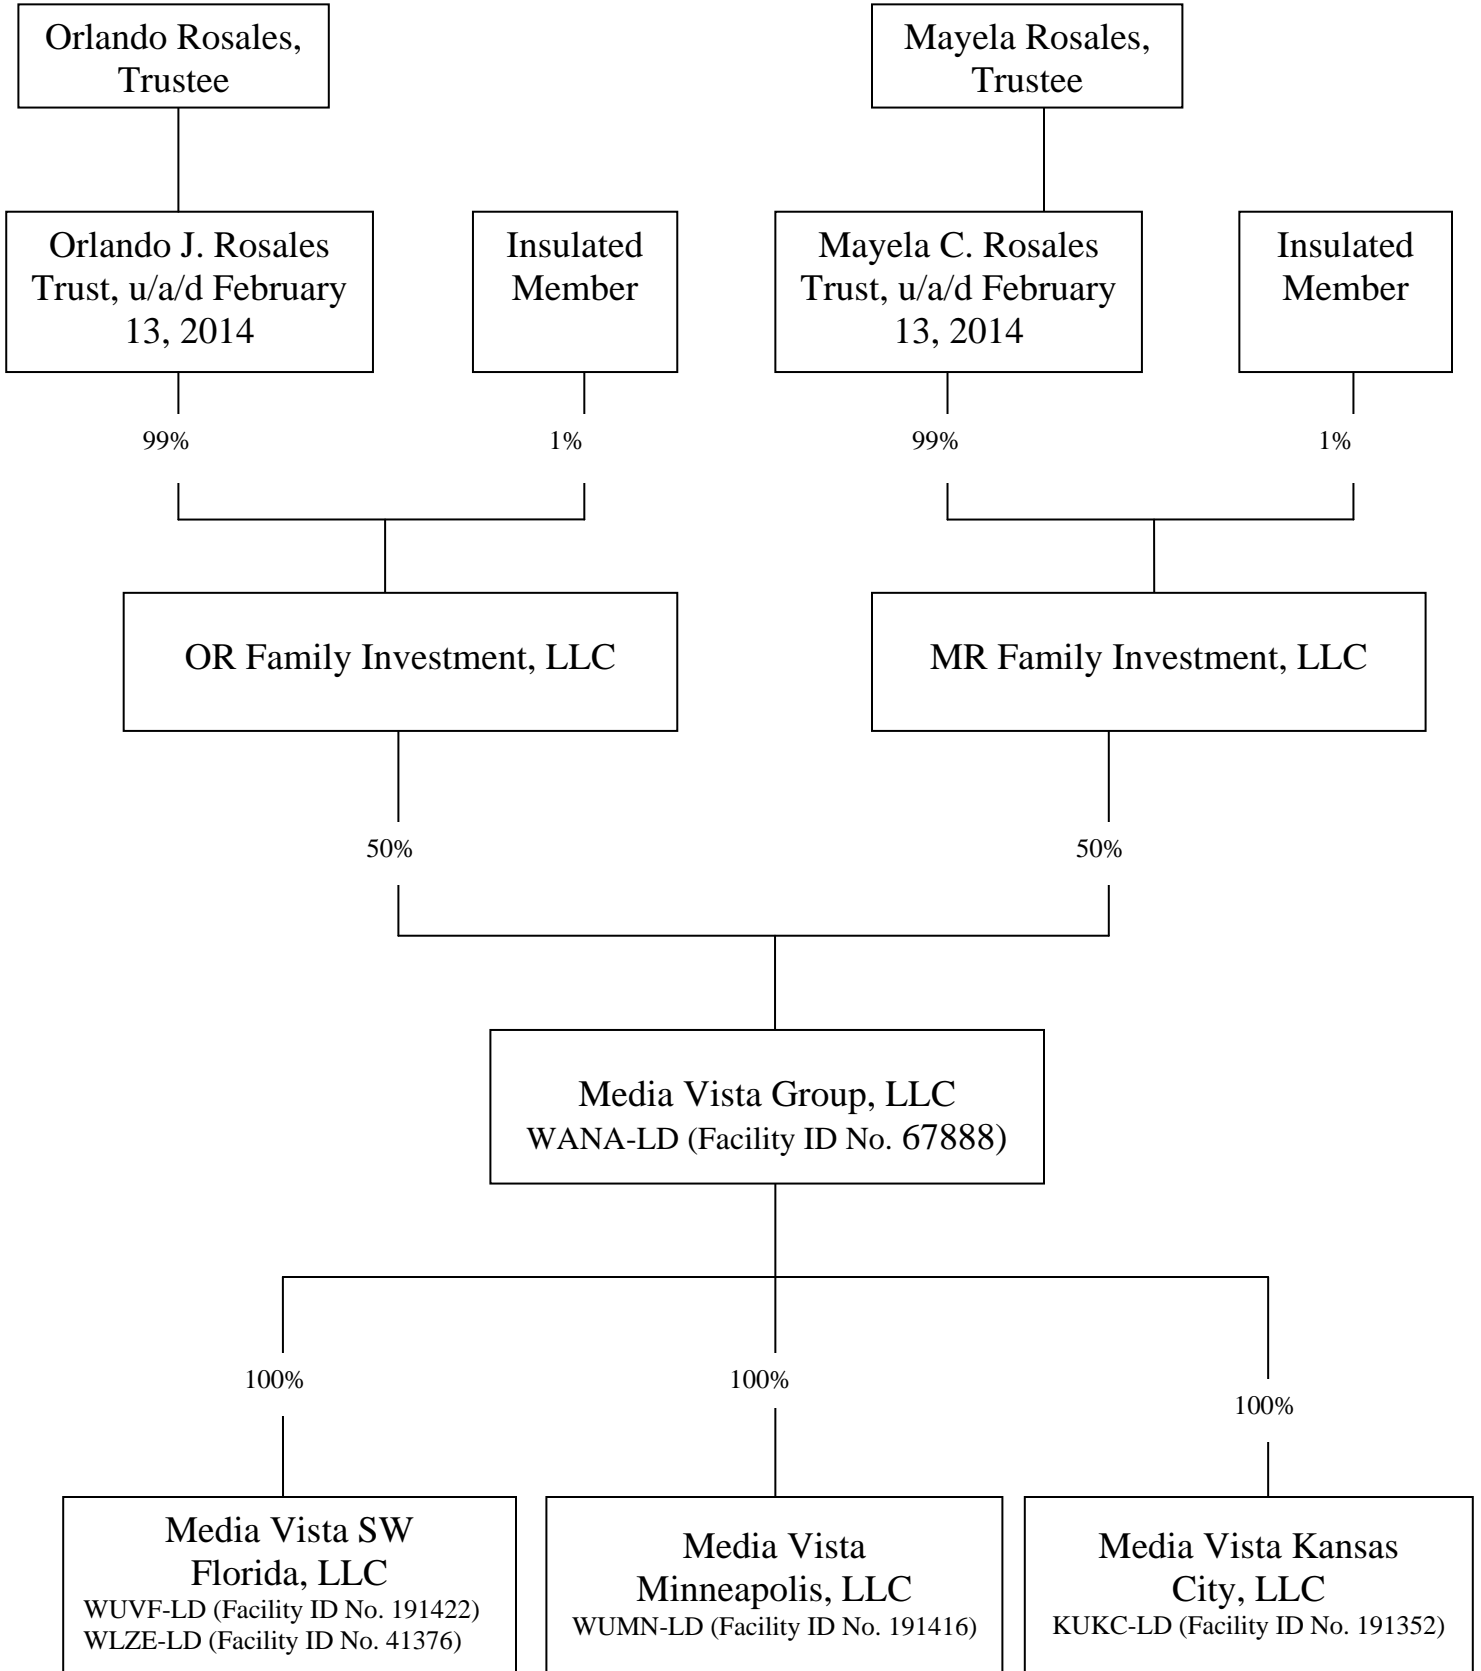 Orlando Rosales,
Trustee
Mayela Rosales,
Trustee
Orlando J. Rosales
Trust, u/a/d February
13, 2014
Insulated
Member
Mayela C. Rosales
Trust, u/a/d February
13, 2014
Insulated
Member
99%
1%
99%
1%
OR Family Investment, LLC
MR Family Investment, LLC
50%
50%
Media Vista Group, LLC
WANA-LD (Facility ID No. 67888)
100%
100%
100%
Media Vista SW
Florida, LLC
WUVF-LD (Facility ID No. 191422)
WLZE-LD (Facility ID No. 41376)
Media Vista
Minneapolis, LLC
WUMN-LD (Facility ID No. 191416)
Media Vista Kansas
City, LLC
KUKC-LD (Facility ID No. 191352)